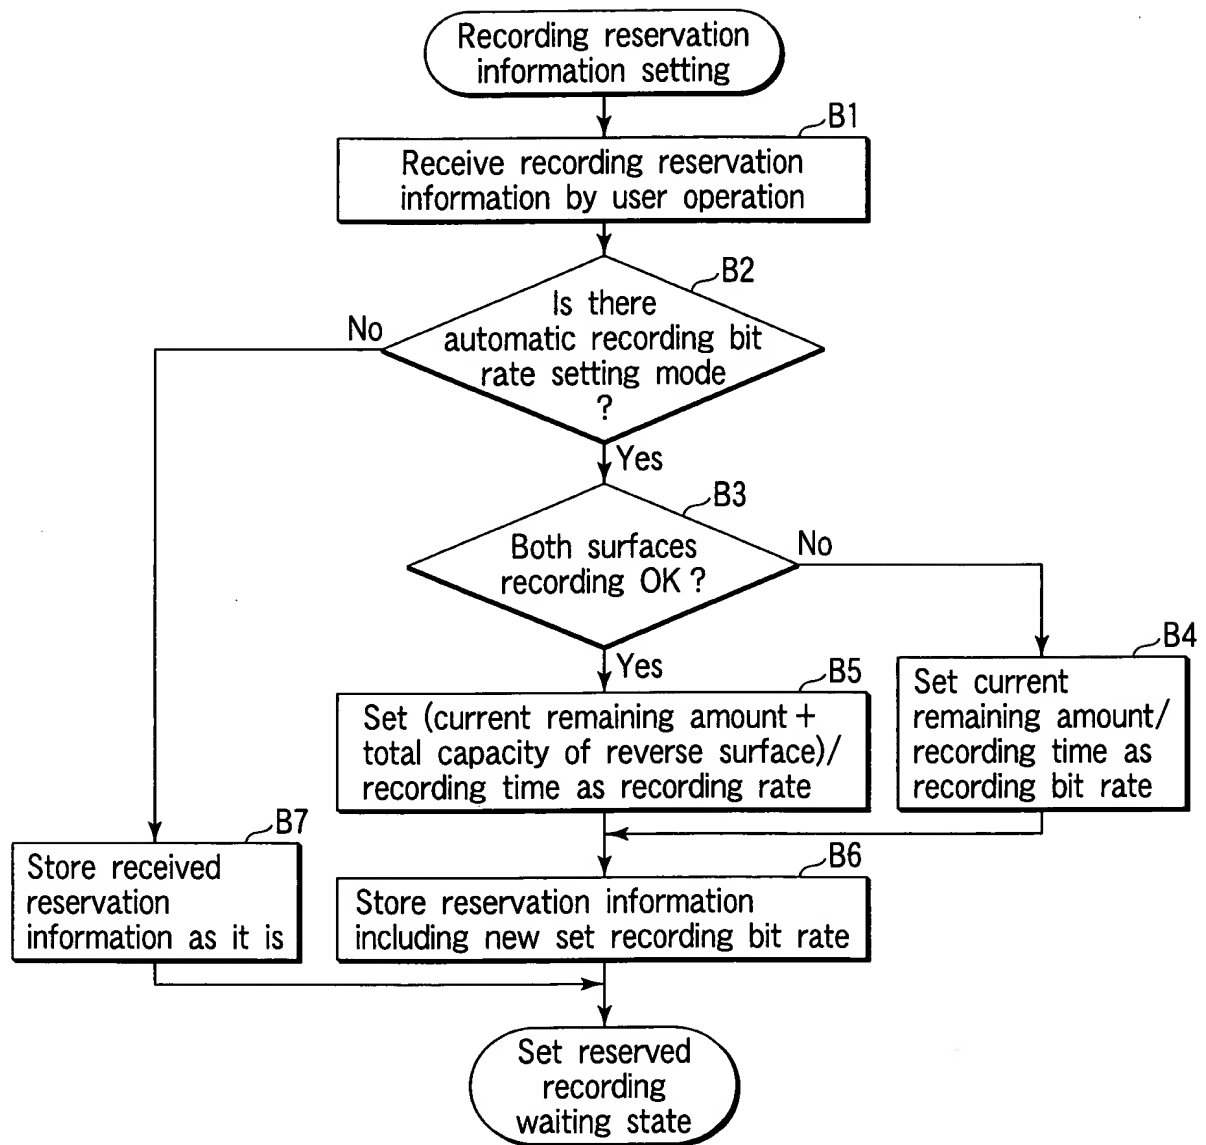 Recording reservation
information setting
B1
Receive recording reservation
information by user operation
B2
Is there
automatic recording bit
rate setting mode
?
No
Yes
B3
Both surfaces
recording OK ?
No
Yes
B4
Set current
remaining amount/
recording time as
recording bit rate
B5
Set (current remaining amount +
total capacity of reverse surface)/
recording time as recording rate
B7
Store received
reservation
information as it is
B6
Store reservation information
including new set recording bit rate
Set reserved
recording
waiting state